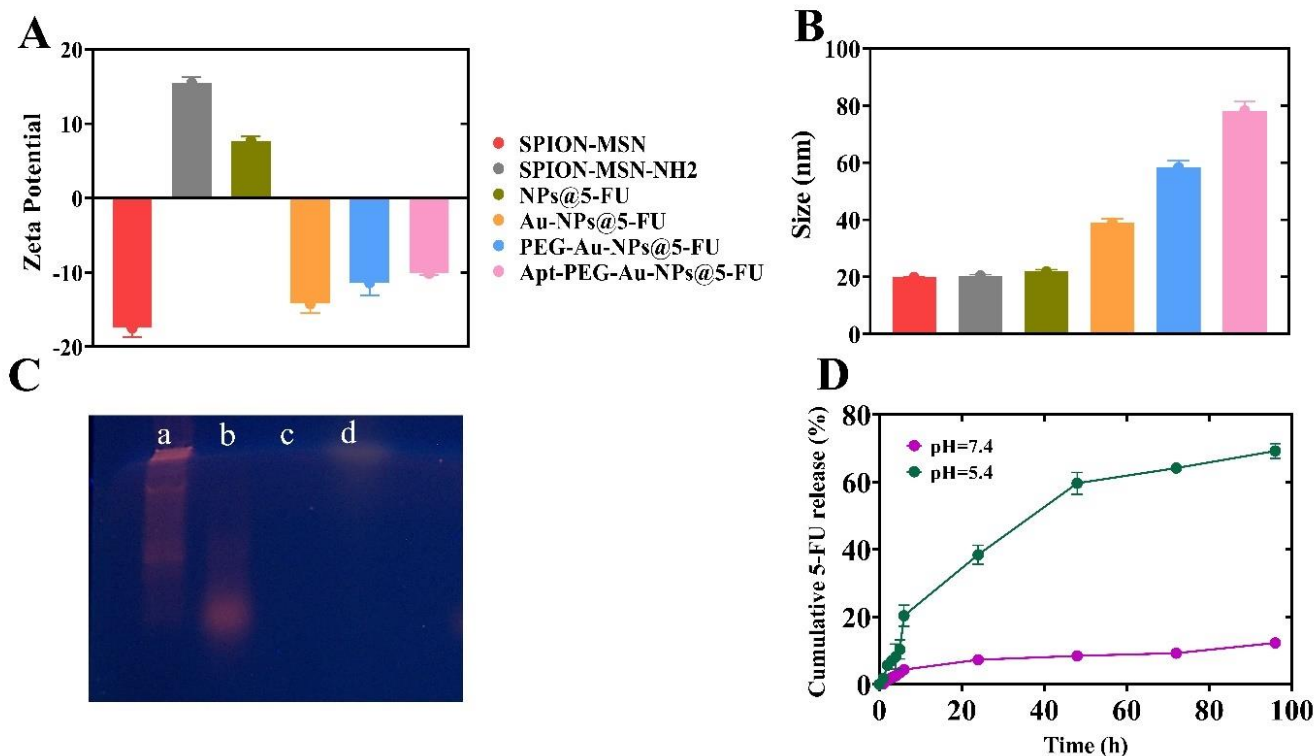 A
Zeta Potential
20
10
0
-10
-20
SPION-MSN
SPION-MSN-NH2
NPs@5-FU
Au-NPs@5-FU
PEG-Au-NPs@5-FU
Apt-PEG-Au-NPs@5-FU
B
Size (nm)
100
80
60
40
20
0
C
a b c d
D
Cumulative 5-FU release (%)
80
60
40
20
0
pH=7.4
pH=5.4
0 20 40 60 80 100
Time (h)